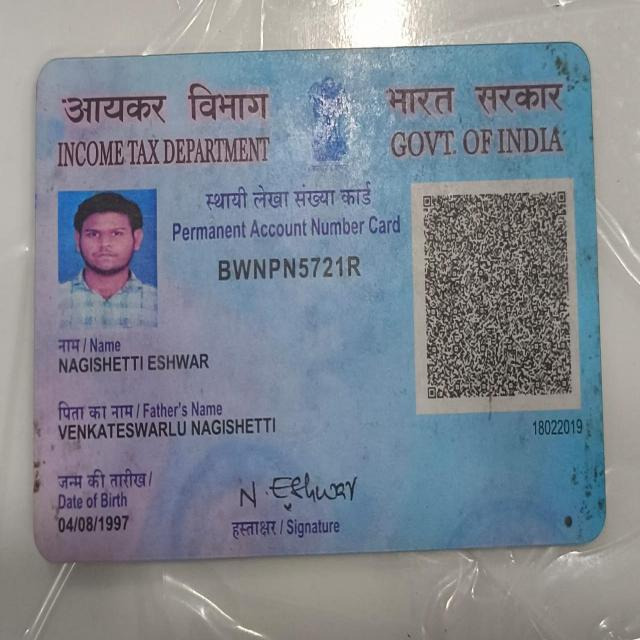 आयकर विभाग
INCOME TAX DEPARTMENT
भारत सरकार
GOVT. OF INDIA
स्थायी लेखा संख्या कार्ड
Permanent Account Number Card
BWNPN5721R
नाम / Name
NAGISHETTI ESHWAR
पिता का नाम / Father's Name
VENKATESWARLU NAGISHETTI
18022019
जन्म की तारीख /
Date of Birth
04/08/1997
N. Eshwar
हस्ताक्षर / Signature